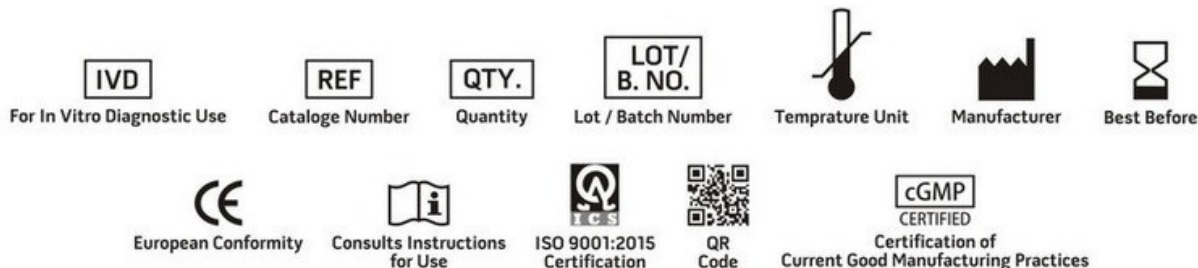 IVD
For In Vitro Diagnostic Use
REF
Cataloge Number
QTY.
Quantity
LOT/
B. NO.
Lot / Batch Number
Temprature Unit
Manufacturer
Best Before
CE
European Conformity
i
Consults Instructions
for Use
ICS
ISO 9001:2015
Certification
QR
Code
cGMP
CERTIFIED
Certification of
Current Good Manufacturing Practices